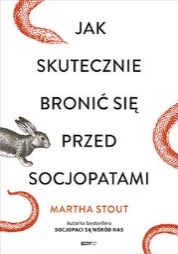 JAK
SKUTECZNIE
BRONIĆ SIĘ
PRZED
SOCJOPATAMI
MARTHA STOUT
Autorka bestsellera
SOCJOPACI SĄ WŚRÓD NAS